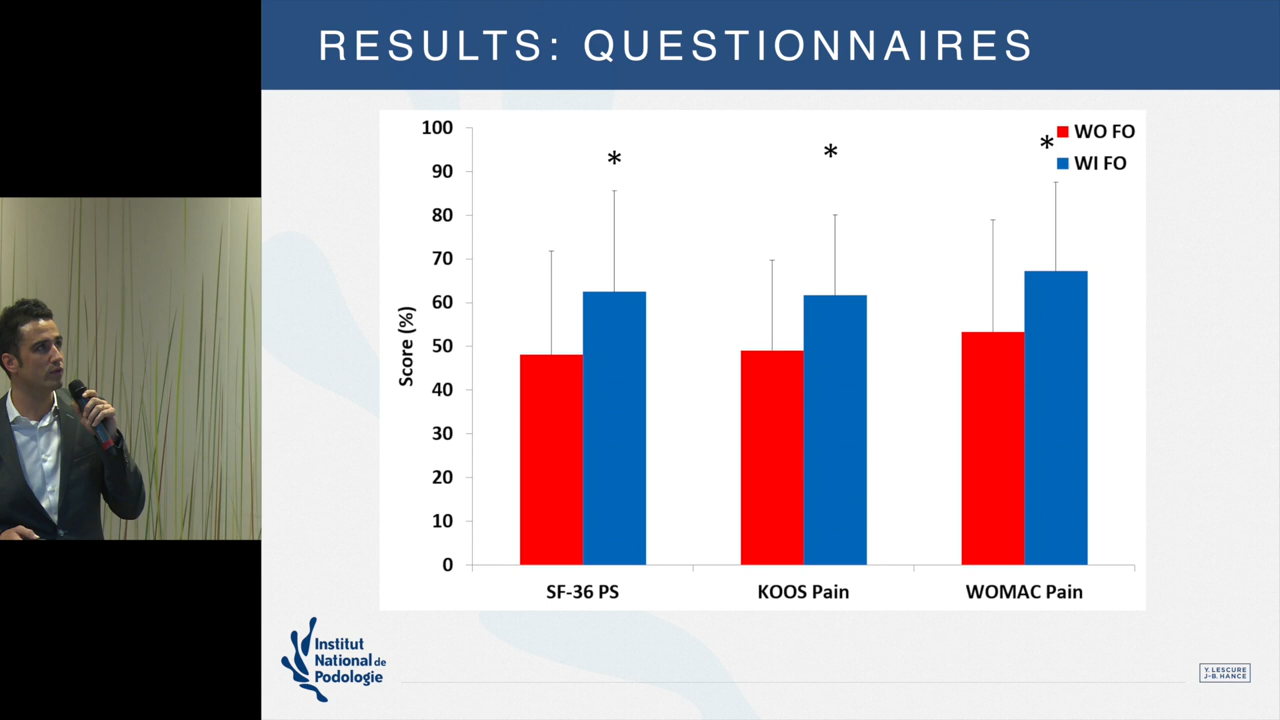 RESULTS: QUESTIONNAIRES
100
90
80
70
60
50
40
30
20
10
0
Score (%)
*
*
*
WO FO
WI FO
SF-36 PS
KOOS Pain
WOMAC Pain
Institut
National de
Podologie
Y. LESCURE
J-B. HANCE